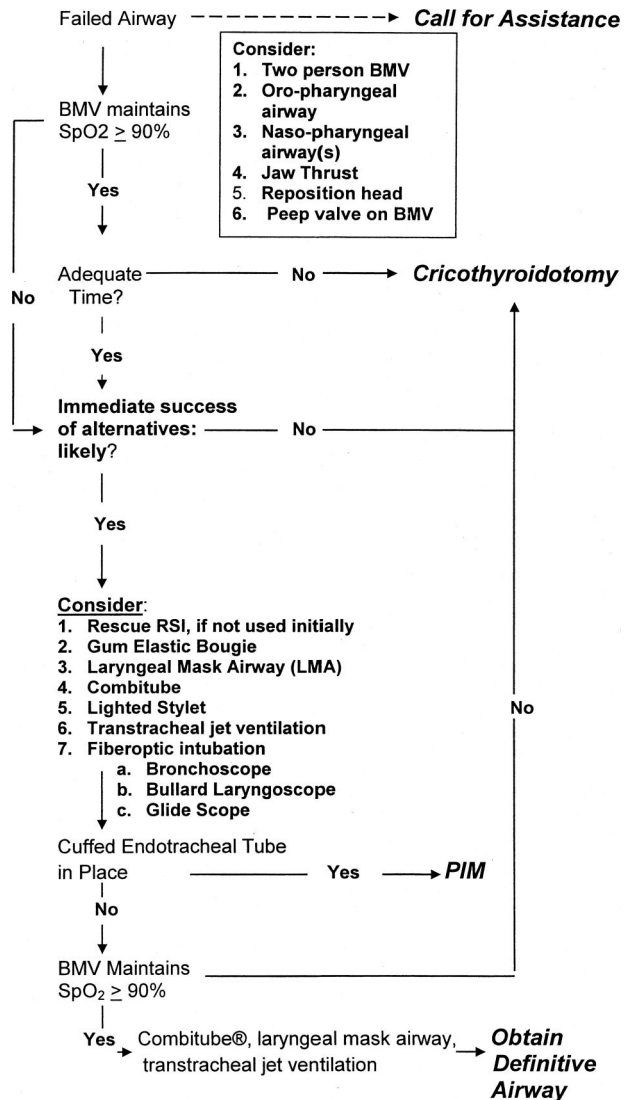 Failed Airway
Call for Assistance
Consider:
1. Two person BMV
2. Oro-pharyngeal
airway
3. Naso-pharyngeal
airway(s)
4. Jaw Thrust
5. Reposition head
6. Peep valve on BMV
BMV maintains
SpO2 ≥ 90%
Yes
No
Adequate
Time?
No
Cricothyroidotomy
Yes
Immediate success
of alternatives:
likely?
No
Yes
Consider:
1. Rescue RSI, if not used initially
2. Gum Elastic Bougie
3. Laryngeal Mask Airway (LMA)
4. Combitube
5. Lighted Stylet
6. Transtracheal jet ventilation
7. Fiberoptic intubation
a. Bronchoscope
b. Bullard Laryngoscope
c. Glide Scope
No
Cuffed Endotracheal Tube
in Place
Yes
PIM
No
BMV Maintains
SpO₂ ≥ 90%
Yes
Combitube®, laryngeal mask airway,
transtracheal jet ventilation
Obtain
Definitive
Airway